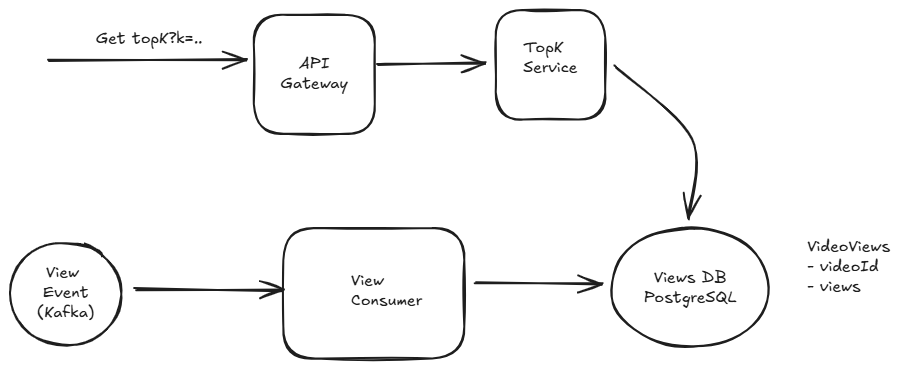 Get topK?k=..
API
Gateway
TopK
Service
View
Event
(Kafka)
View
Consumer
Views DB
PostgreSQL
VideoViews
- videoId
- views